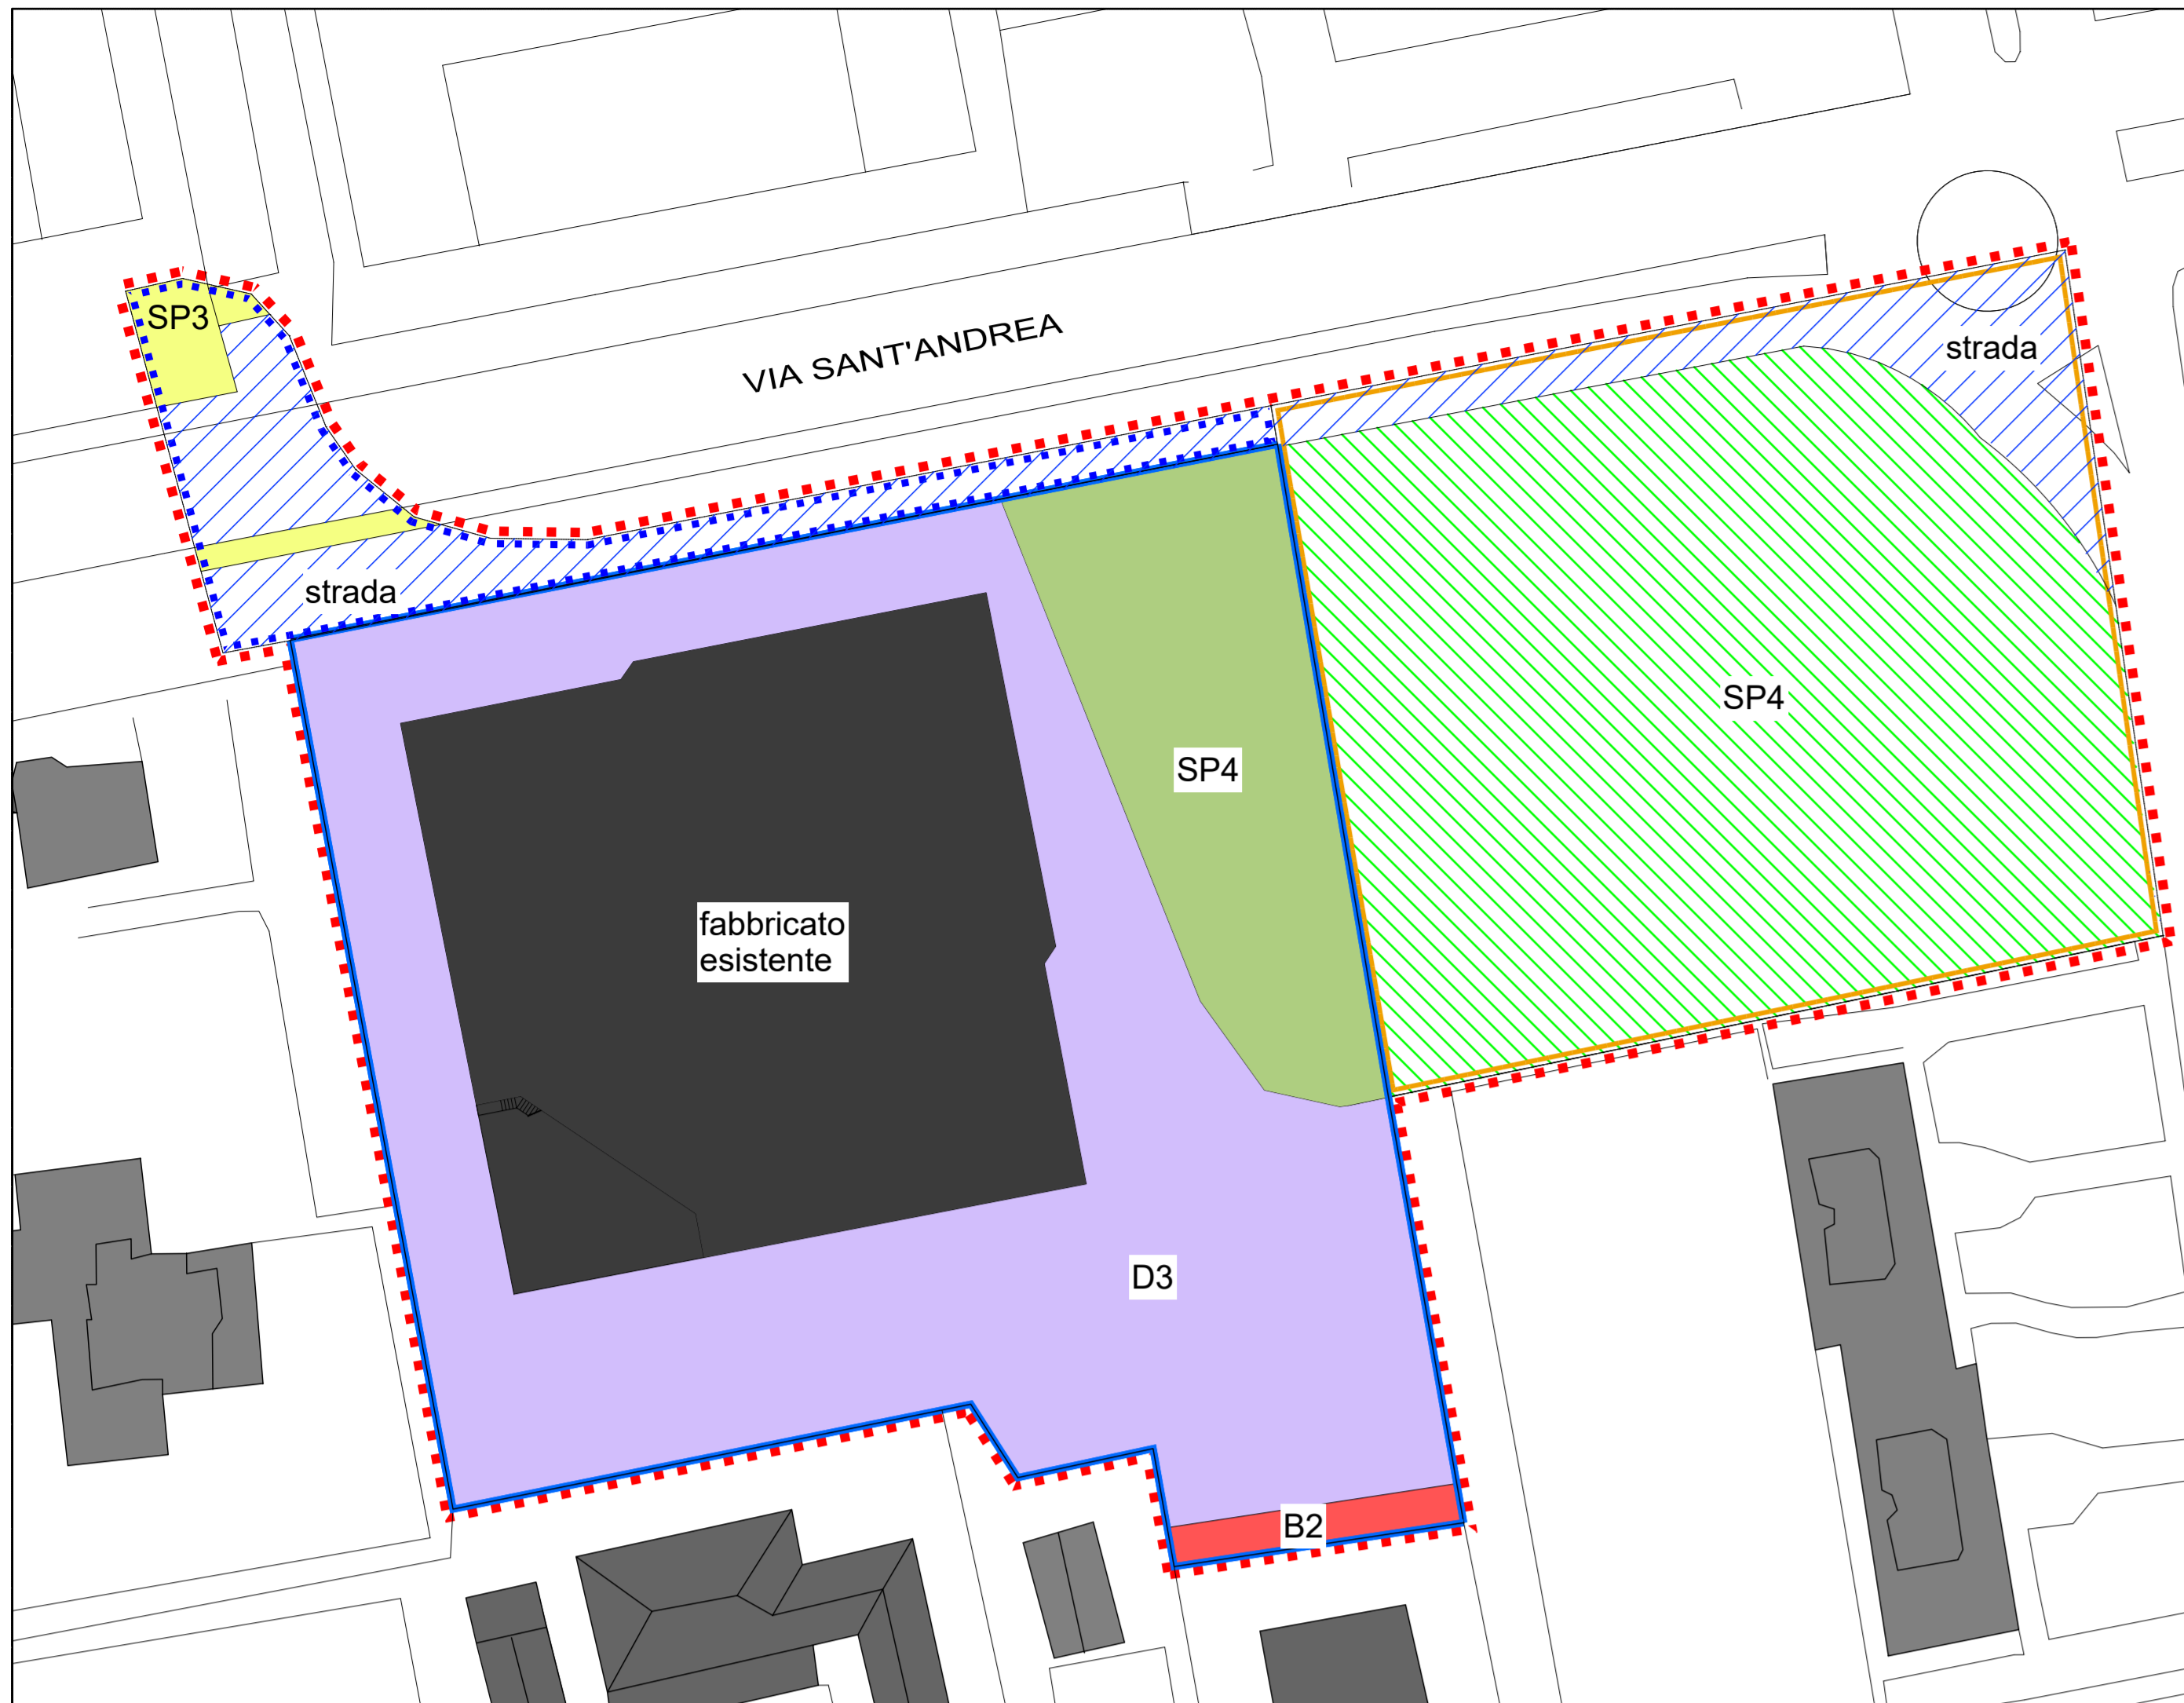 SP3
VIA SANT'ANDREA
strada
strada
SP4
SP4
fabbricato
esistente
D3
B2